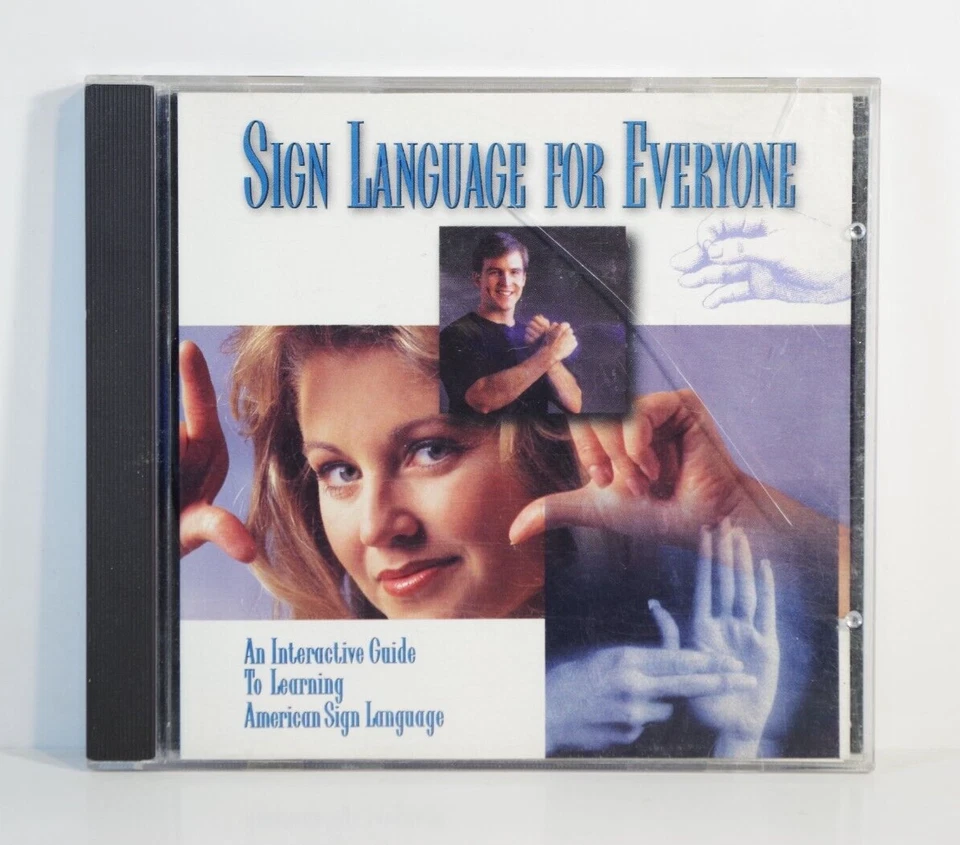 Sign Language for Everyone
An Interactive Guide
To Learning
American Sign Language